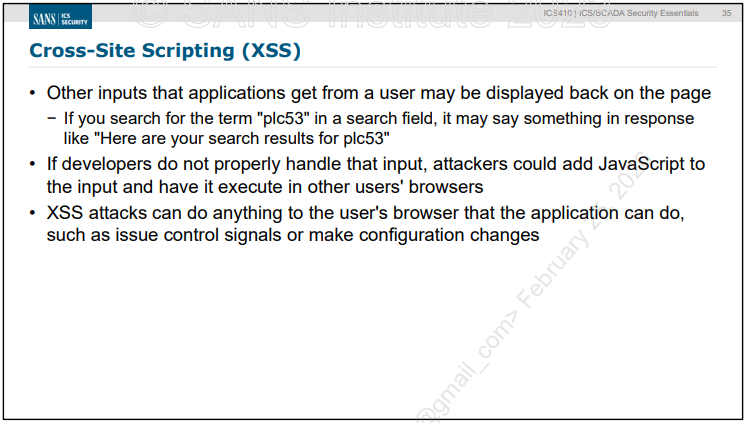 © SANS Institute 202
SANS ICS SECURITY
ICS410 | ICS/SCADA Security Essentials 35
Cross-Site Scripting (XSS)
• Other inputs that applications get from a user may be displayed back on the page
– If you search for the term "plc53" in a search field, it may say something in response
like "Here are your search results for plc53"
• If developers do not properly handle that input, attackers could add JavaScript to
the input and have it execute in other users' browsers
• XSS attacks can do anything to the user's browser that the application can do,
such as issue control signals or make configuration changes
@gmail_com> February 2